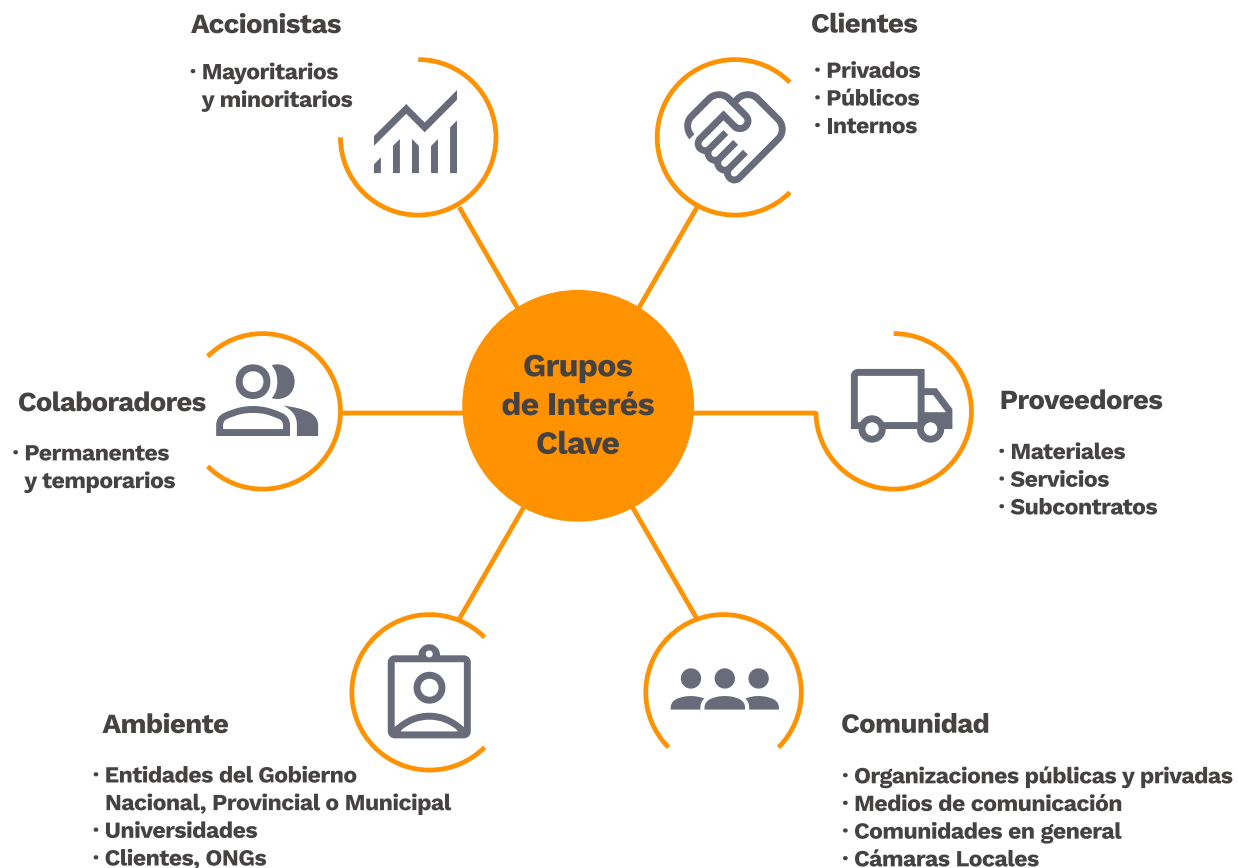 Accionistas
· Mayoritarios
y minoritarios
Clientes
· Privados
· Públicos
· Internos
Grupos
de Interés
Clave
Colaboradores
· Permanentes
y temporarios
Proveedores
· Materiales
· Servicios
· Subcontratos
Ambiente
· Entidades del Gobierno
Nacional, Provincial o Municipal
· Universidades
· Clientes, ONGs
Comunidad
· Organizaciones públicas y privadas
· Medios de comunicación
· Comunidades en general
· Cámaras Locales